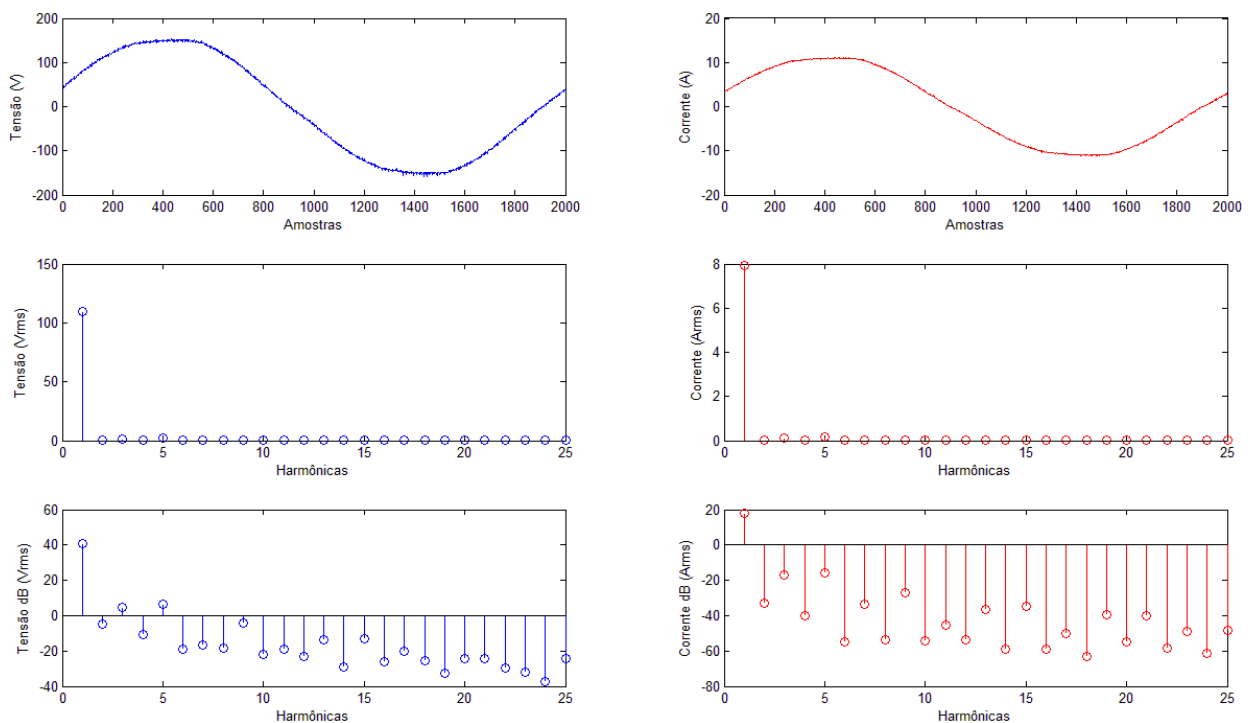 Tensão (V)
200
100
0
-100
-200
0 200 400 600 800 1000 1200 1400 1600 1800 2000
Amostras
Corrente (A)
20
10
0
-10
-20
0 200 400 600 800 1000 1200 1400 1600 1800 2000
Amostras
Tensão (Vrms)
150
100
50
0
0 5 10 15 20 25
Harmônicas
Corrente (Arms)
8
6
4
2
0
0 5 10 15 20 25
Harmônicas
Tensão dB (Vrms)
60
40
20
0
-20
-40
0 5 10 15 20 25
Harmônicas
Corrente dB (Arms)
20
0
-20
-40
-60
-80
0 5 10 15 20 25
Harmônicas